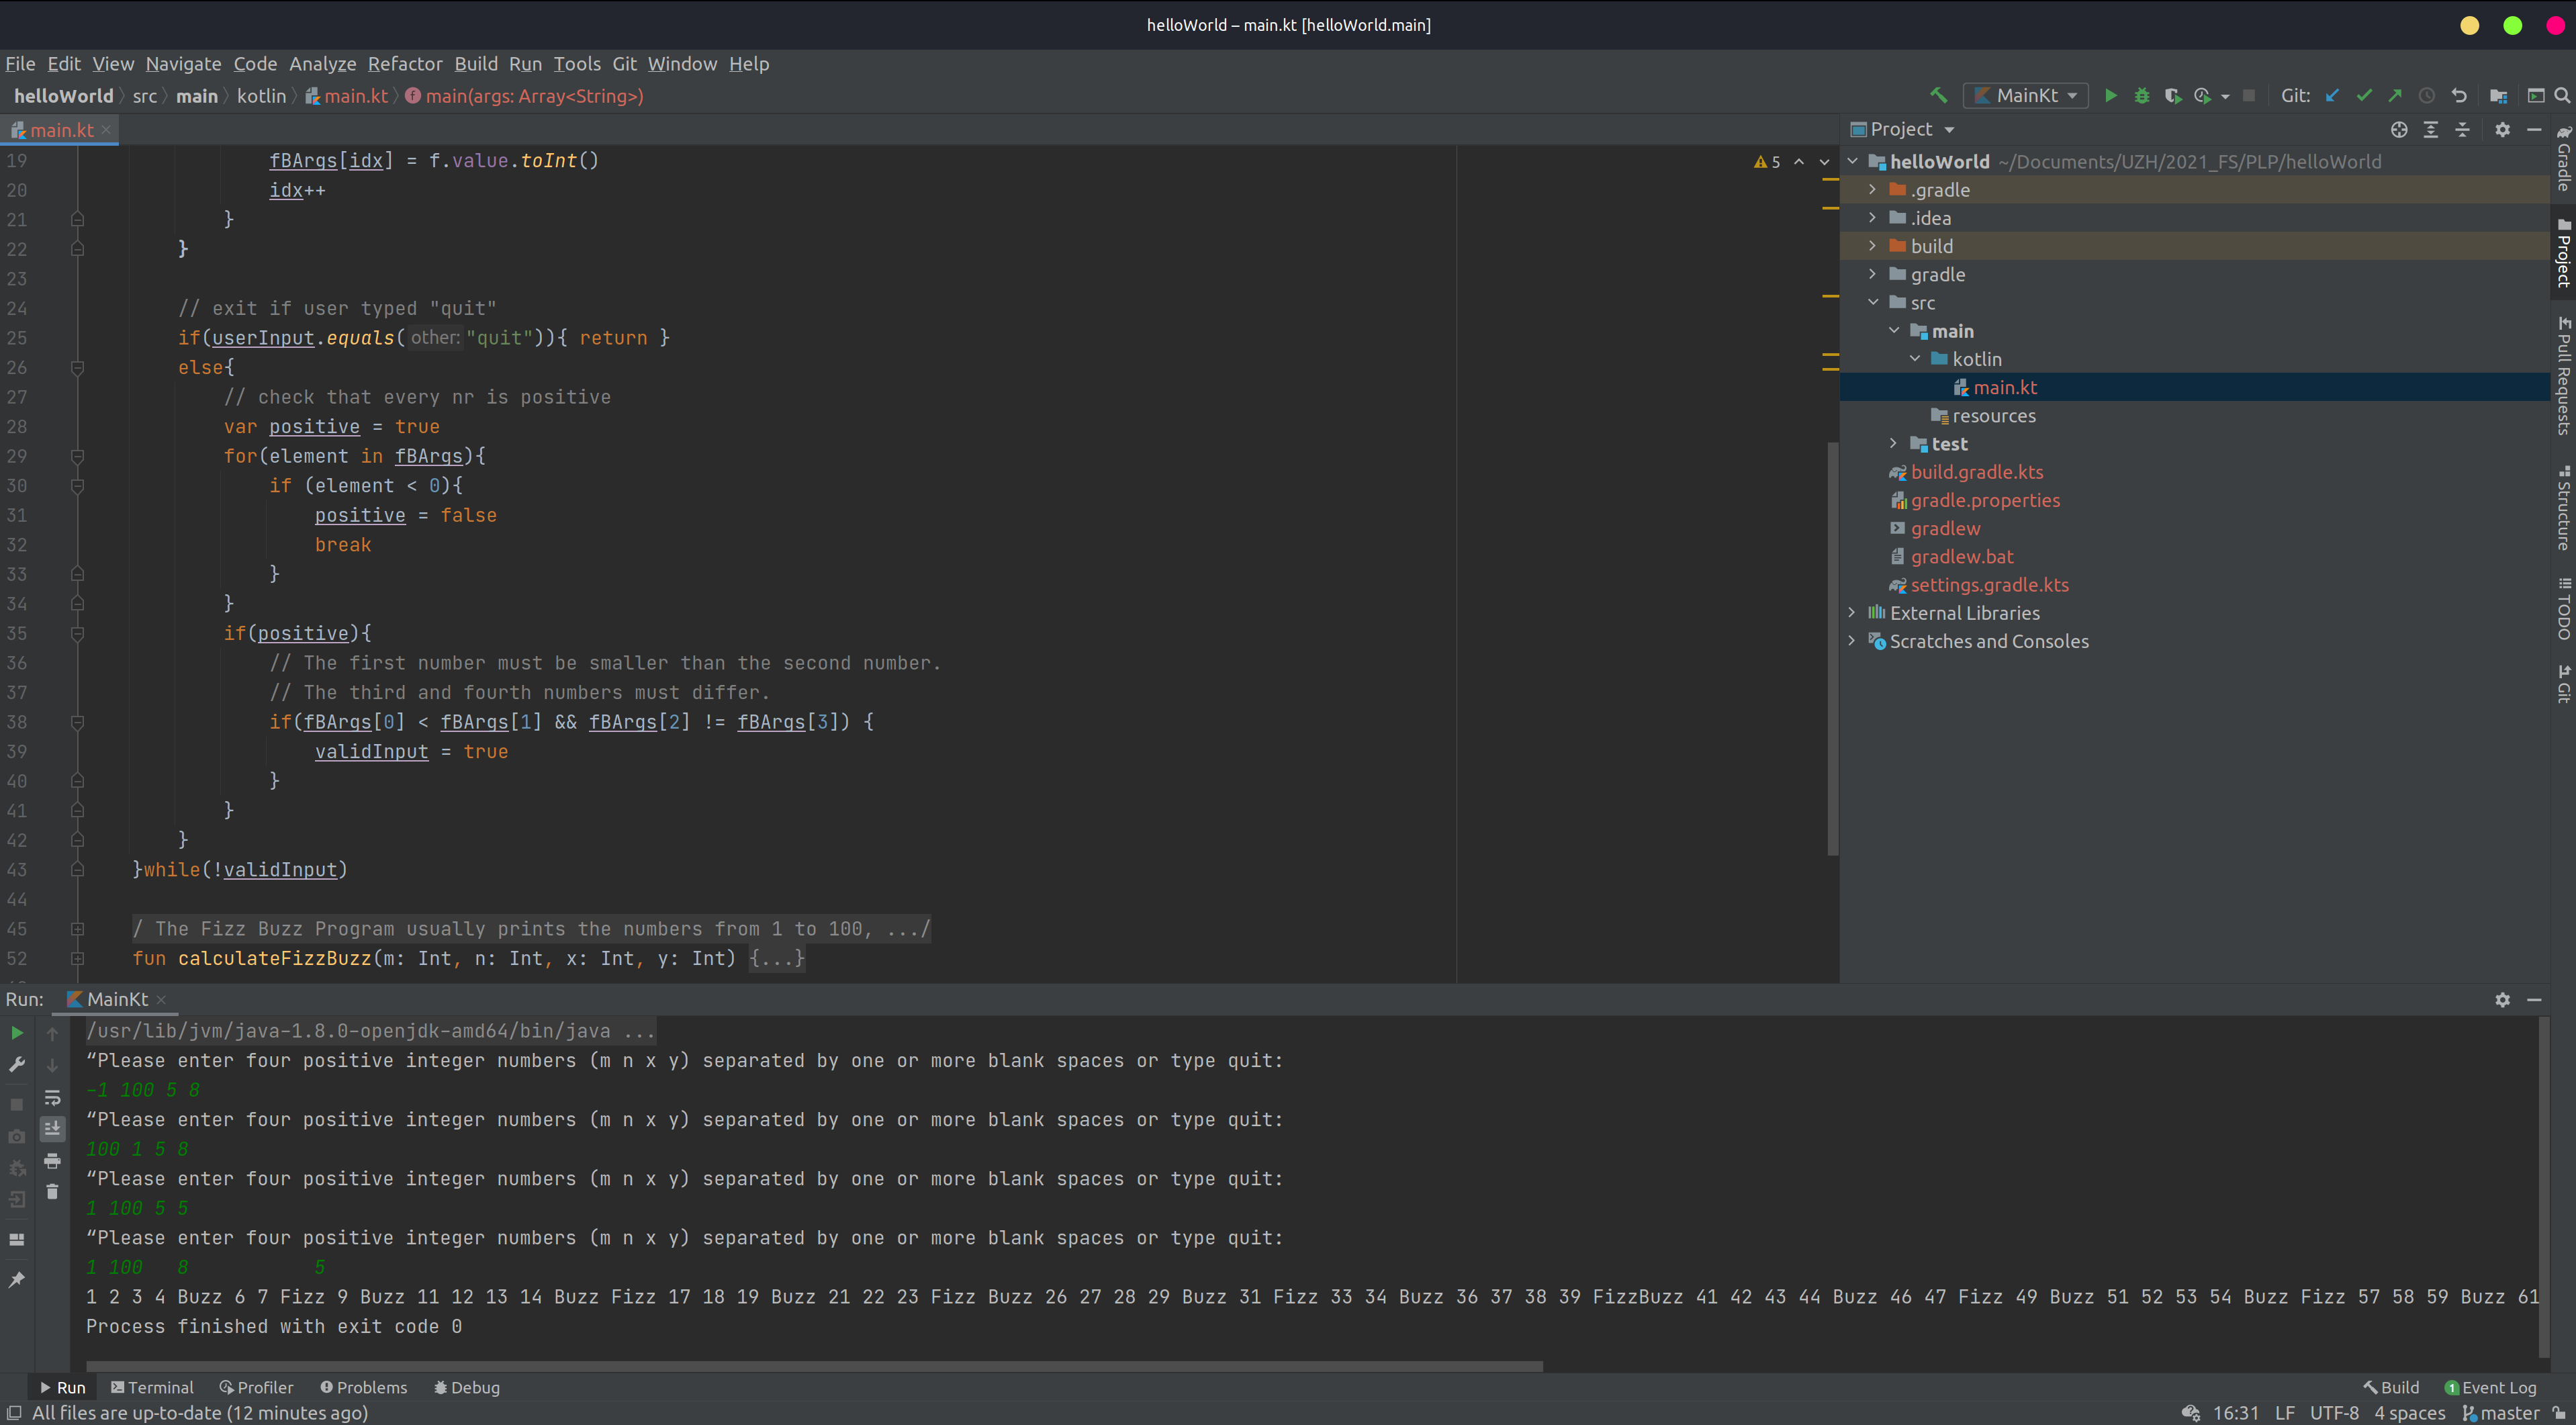 helloWorld – main.kt [helloWorld.main]
File Edit View Navigate Code Analyze Refactor Build Run Tools Git Window Help
helloWorld src main kotlin main.kt main(args: Array<String>)
MainKt Git:
main.kt
Project
5
19 fBArgs[idx] = f.value.toInt()
20 idx++
21 }
22 }
23
24 // exit if user typed "quit"
25 if(userInput.equals( other: "quit")){ return }
26 else{
27 // check that every nr is positive
28 var positive = true
29 for(element in fBArgs){
30 if (element < 0){
31 positive = false
32 break
33 }
34 }
35 if(positive){
36 // The first number must be smaller than the second number.
37 // The third and fourth numbers must differ.
38 if(fBArgs[0] < fBArgs[1] && fBArgs[2] != fBArgs[3]) {
39 validInput = true
40 }
41 }
42 }
43 }while(!validInput)
44
45 / The Fizz Buzz Program usually prints the numbers from 1 to 100, .../
52 fun calculateFizzBuzz(m: Int, n: Int, x: Int, y: Int) {...}
helloWorld ~/Documents/UZH/2021_FS/PLP/helloWorld
.gradle
.idea
build
gradle
src
main
kotlin
main.kt
resources
test
build.gradle.kts
gradle.properties
gradlew
gradlew.bat
settings.gradle.kts
External Libraries
Scratches and Consoles
Gradle
Project
Pull Requests
Structure
TODO
Git
Run: MainKt
/usr/lib/jvm/java-1.8.0-openjdk-amd64/bin/java ...
“Please enter four positive integer numbers (m n x y) separated by one or more blank spaces or type quit:
-1 100 5 8
“Please enter four positive integer numbers (m n x y) separated by one or more blank spaces or type quit:
100 1 5 8
“Please enter four positive integer numbers (m n x y) separated by one or more blank spaces or type quit:
1 100 5 5
“Please enter four positive integer numbers (m n x y) separated by one or more blank spaces or type quit:
1 100   8           5
1 2 3 4 Buzz 6 7 Fizz 9 Buzz 11 12 13 14 Buzz Fizz 17 18 19 Buzz 21 22 23 Fizz Buzz 26 27 28 29 Buzz 31 Fizz 33 34 Buzz 36 37 38 39 FizzBuzz 41 42 43 44 Buzz 46 47 Fizz 49 Buzz 51 52 53 54 Buzz Fizz 57 58 59 Buzz 61
Process finished with exit code 0
Run Terminal Profiler Problems Debug Build 1 Event Log
All files are up-to-date (12 minutes ago) 16:31 LF UTF-8 4 spaces master